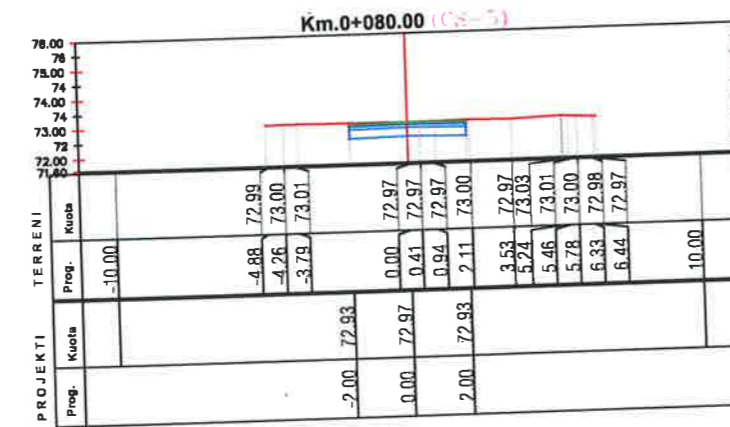 Km.0+080.00 (CS-5)
76.00
76
75.00
74
74.00
74
73.00
72
72.00
71.60
TERRENI
Kuota
72.99 73.00 73.01 72.97 72.97 72.97 73.00 72.97 73.03 73.01 73.00 72.98 72.97
Prog.
-10.00 -4.88 -4.26 -3.79 0.00 0.41 0.94 2.11 3.53 5.24 5.46 5.78 6.33 6.44 10.00
PROJEKTI
Kuota
72.93 72.97 72.93
Prog.
-2.00 0.00 2.00